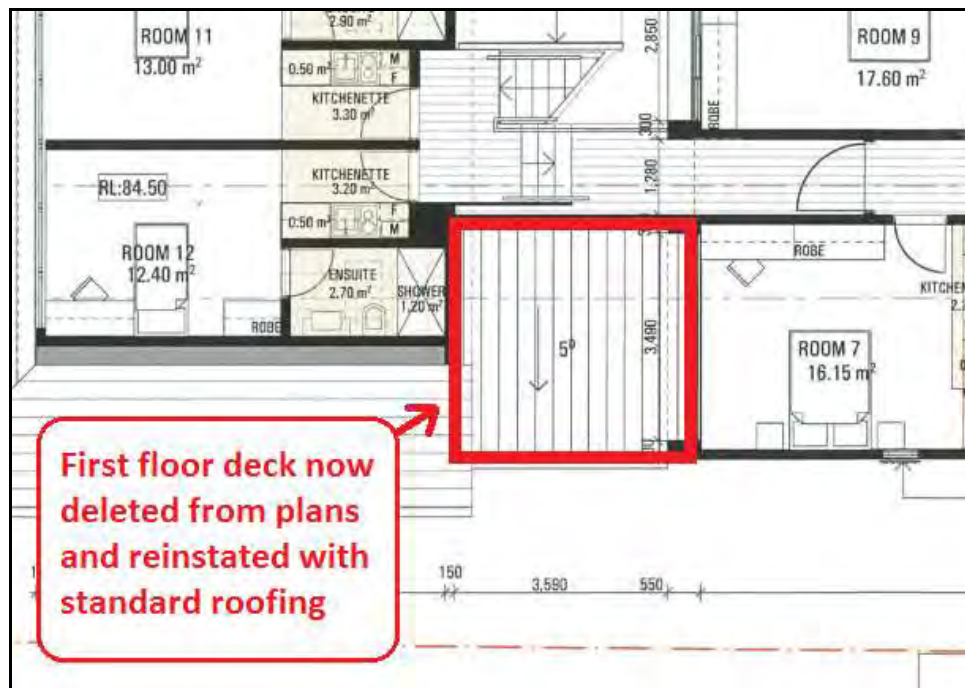 2.90 m²
ROOM 11
13.00 m²
0.50 m²
M
F
KITCHENETTE
3.30 m²
2,850
ROOM 9
17.60 m²
ROBE
300
1,280
KITCHENETTE
3.20 m²
RL:84.50
0.50 m²
F
M
ROOM 12
12.40 m²
ENSUITE
2.70 m²
SHOWER
1.20 m²
ROBE
5⁰
3,490
ROBE
ROOM 7
16.15 m²
First floor deck now
deleted from plans
and reinstated with
standard roofing
150
3,590
550